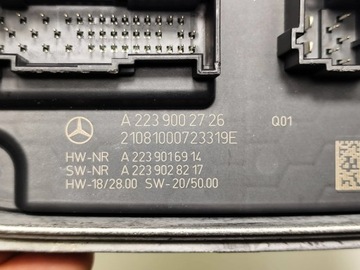 A 223 900 27 26
21081000723319E
Q01
HW-NR A 223 901 69 14
SW-NR A 223 902 82 17
HW-18/28.00 SW-20/50.00